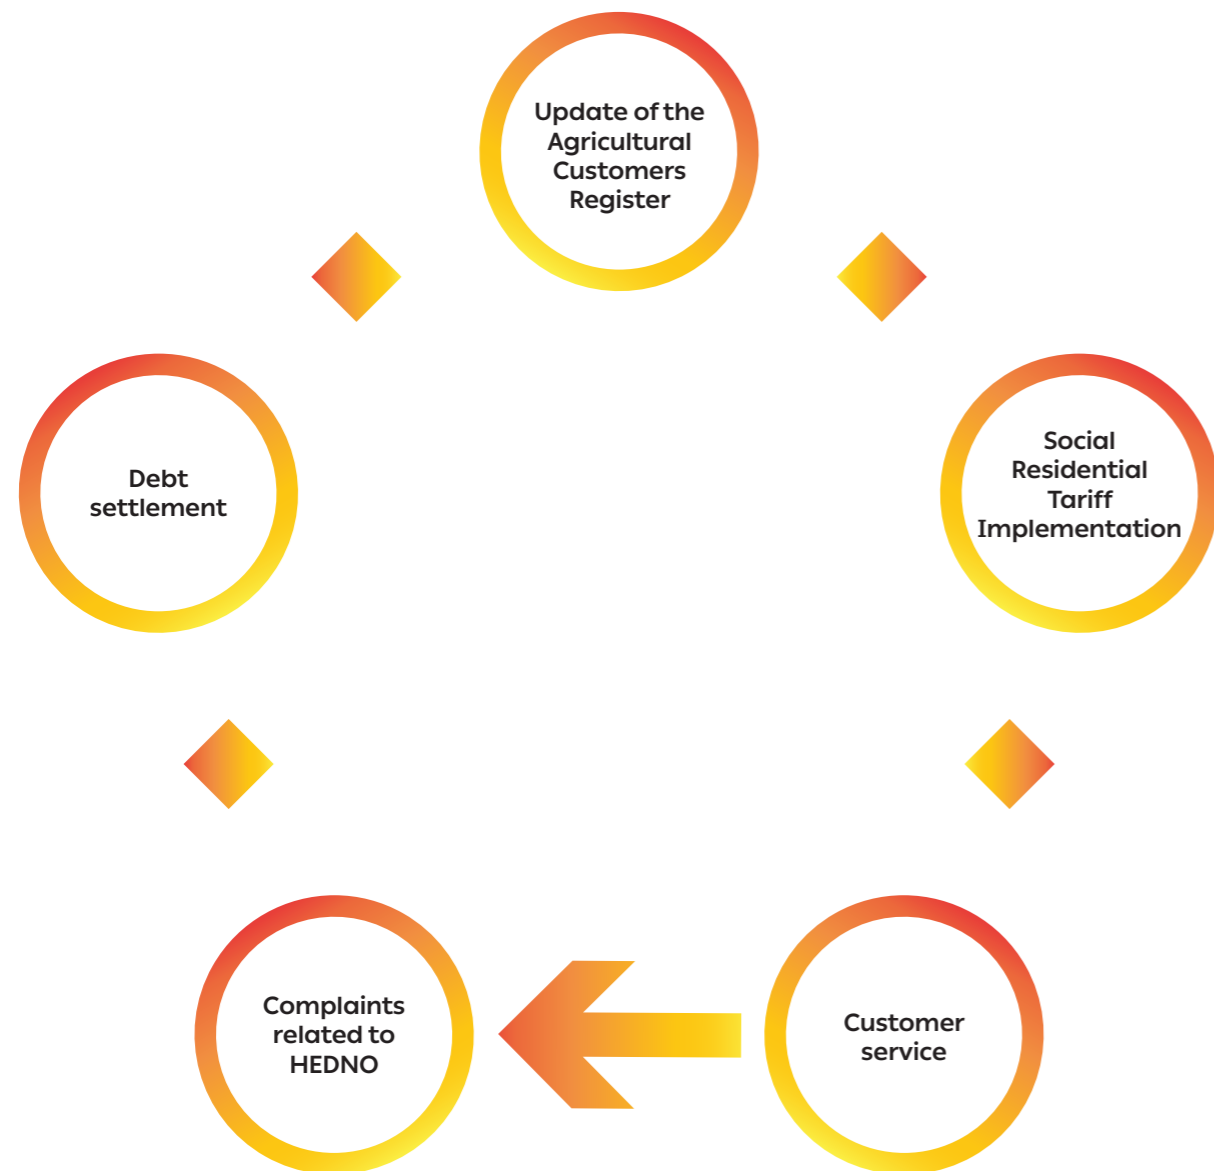 Update of the
Agricultural
Customers
Register
Debt
settlement
Social
Residential
Tariff
Implementation
Complaints
related to
HEDNO
Customer
service